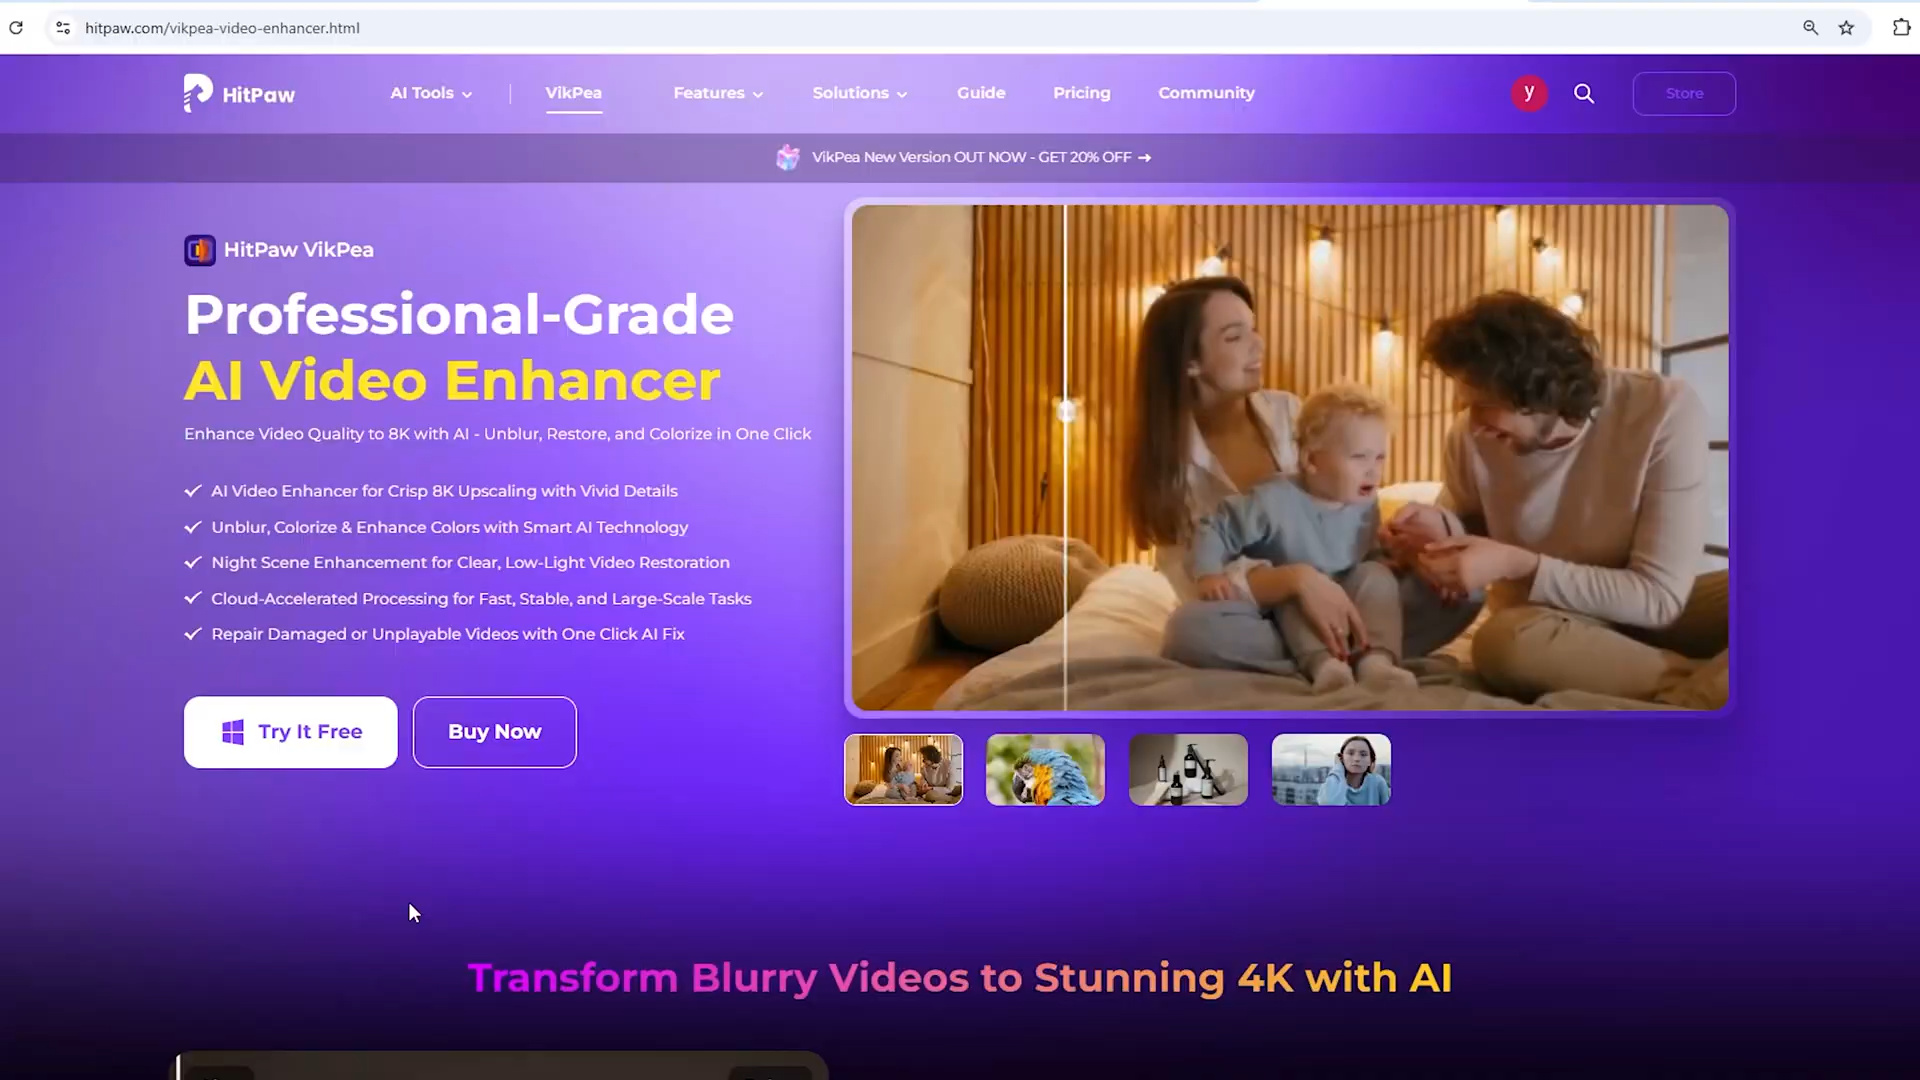 hitpaw.com/vikpea-video-enhancer.html
HitPaw
AI Tools
VikPea
Features
Solutions
Guide
Pricing
Community
y
Store
VikPea New Version OUT NOW - GET 20% OFF →
HitPaw VikPea
Professional-Grade
AI Video Enhancer
Enhance Video Quality to 8K with AI - Unblur, Restore, and Colorize in One Click
AI Video Enhancer for Crisp 8K Upscaling with Vivid Details
Unblur, Colorize & Enhance Colors with Smart AI Technology
Night Scene Enhancement for Clear, Low-Light Video Restoration
Cloud-Accelerated Processing for Fast, Stable, and Large-Scale Tasks
Repair Damaged or Unplayable Videos with One Click AI Fix
Try It Free
Buy Now
Transform Blurry Videos to Stunning 4K with AI